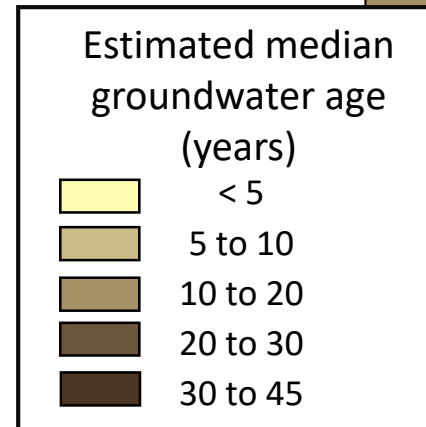 Estimated median
groundwater age
(years)
< 5
5 to 10
10 to 20
20 to 30
30 to 45